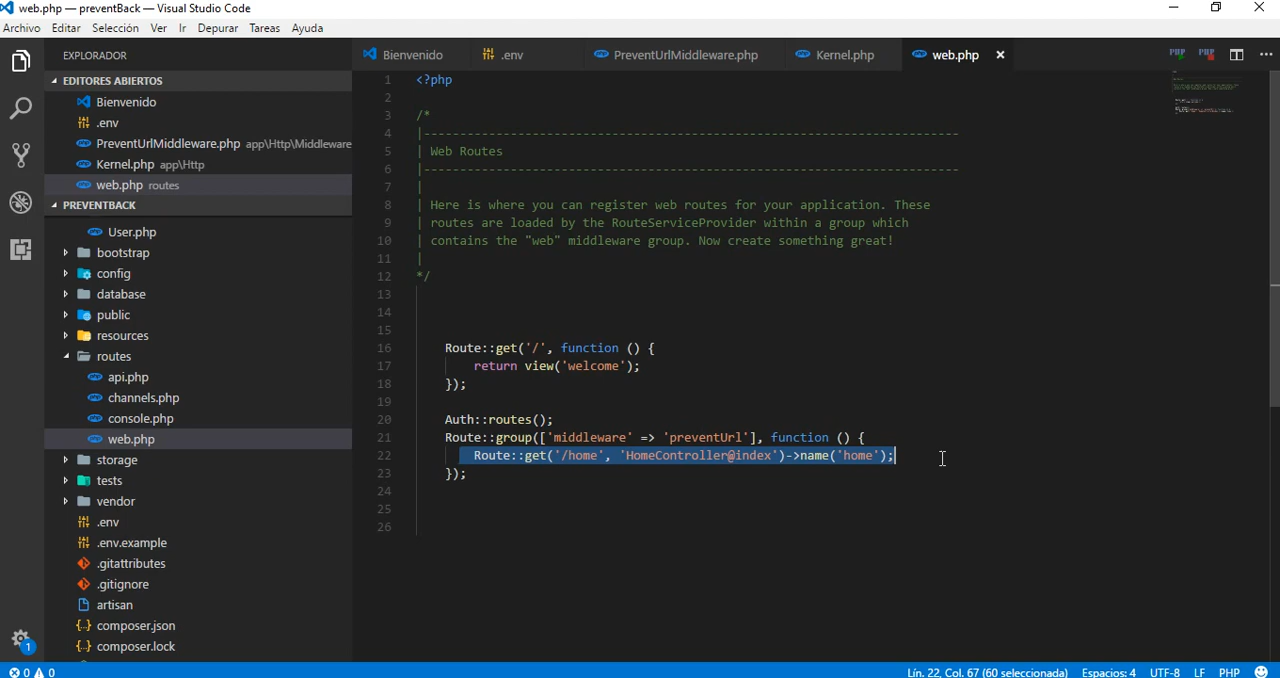 web.php — preventBack — Visual Studio Code
Archivo Editar Selección Ver Ir Depurar Tareas Ayuda
EXPLORADOR
EDITORES ABIERTOS
Bienvenido
.env
PreventUrlMiddleware.php app\Http\Middleware
Kernel.php app\Http
web.php routes
PREVENTBACK
User.php
bootstrap
config
database
public
resources
routes
api.php
channels.php
console.php
web.php
storage
tests
vendor
.env
.env.example
.gitattributes
.gitignore
artisan
composer.json
composer.lock
1
Bienvenido .env PreventUrlMiddleware.php Kernel.php web.php
PHP PHP
1 <?php
2
3 /*
4 |--------------------------------------------------------------------------
5 | Web Routes
6 |--------------------------------------------------------------------------
7 |
8 | Here is where you can register web routes for your application. These
9 | routes are loaded by the RouteServiceProvider within a group which
10 | contains the "web" middleware group. Now create something great!
11 |
12 */
13
14
15
16 Route::get('/', function () {
17 return view('welcome');
18 });
19
20 Auth::routes();
21 Route::group(['middleware' => 'preventUrl'], function () {
22 Route::get('/home', 'HomeController@index')->name('home');
23 });
24
25
26
0 0 Lín. 22, Col. 67 (60 seleccionada) Espacios: 4 UTF-8 LF PHP